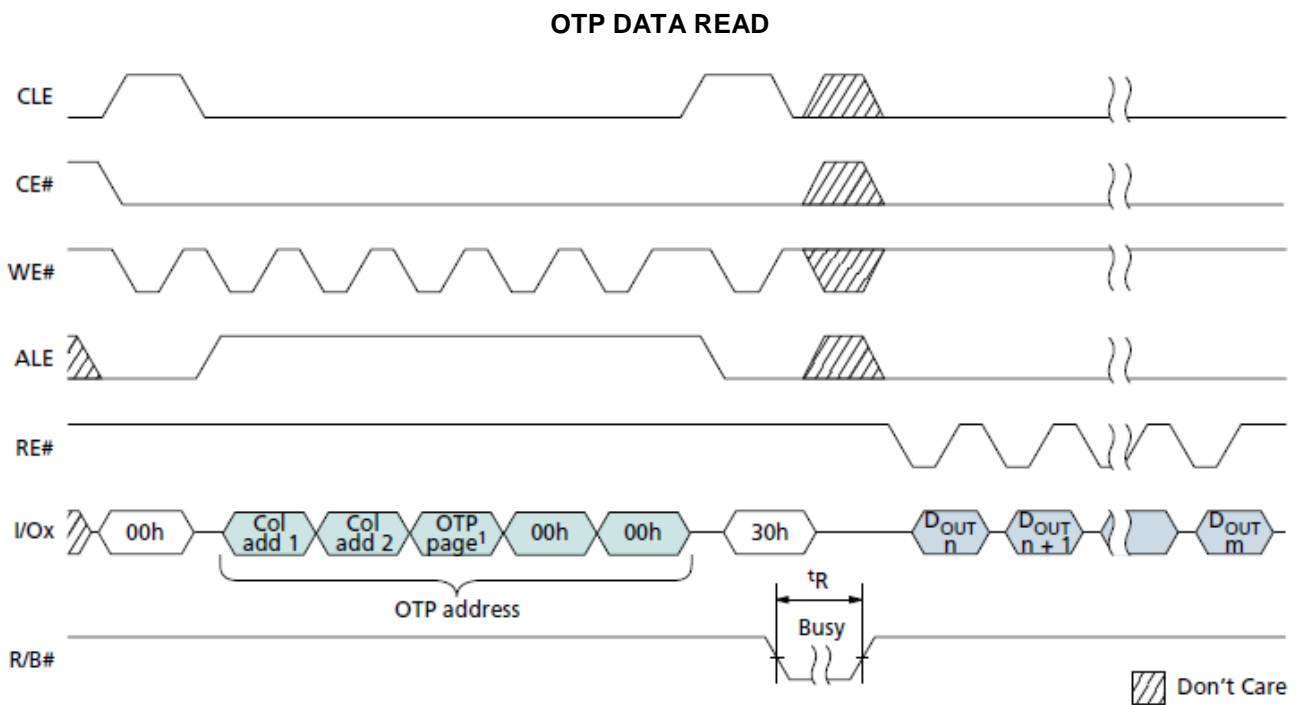 OTP DATA READ
CLE
CE#
WE#
ALE
RE#
I/Ox
00h
Col add 1
Col add 2
OTP page¹
00h
00h
30h
DOUT n
DOUT n + 1
DOUT m
OTP address
tR
Busy
R/B#
Don't Care